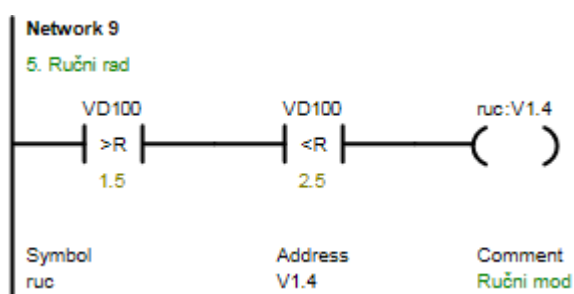 Network 9
5. Ručni rad
VD100 VD100 ruc:V1.4
>R <R
1.5 2.5
Symbol Address Comment
ruc V1.4 Ručni mod